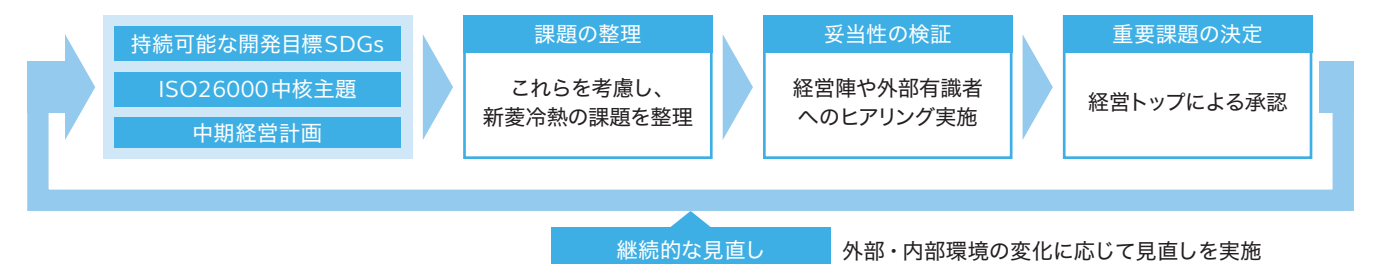 持続可能な開発目標SDGs
ISO26000中核主題
中期経営計画
課題の整理
これらを考慮し、
新菱冷熱の課題を整理
妥当性の検証
経営陣や外部有識者
へのヒアリング実施
重要課題の決定
経営トップによる承認
継続的な見直し
外部・内部環境の変化に応じて見直しを実施